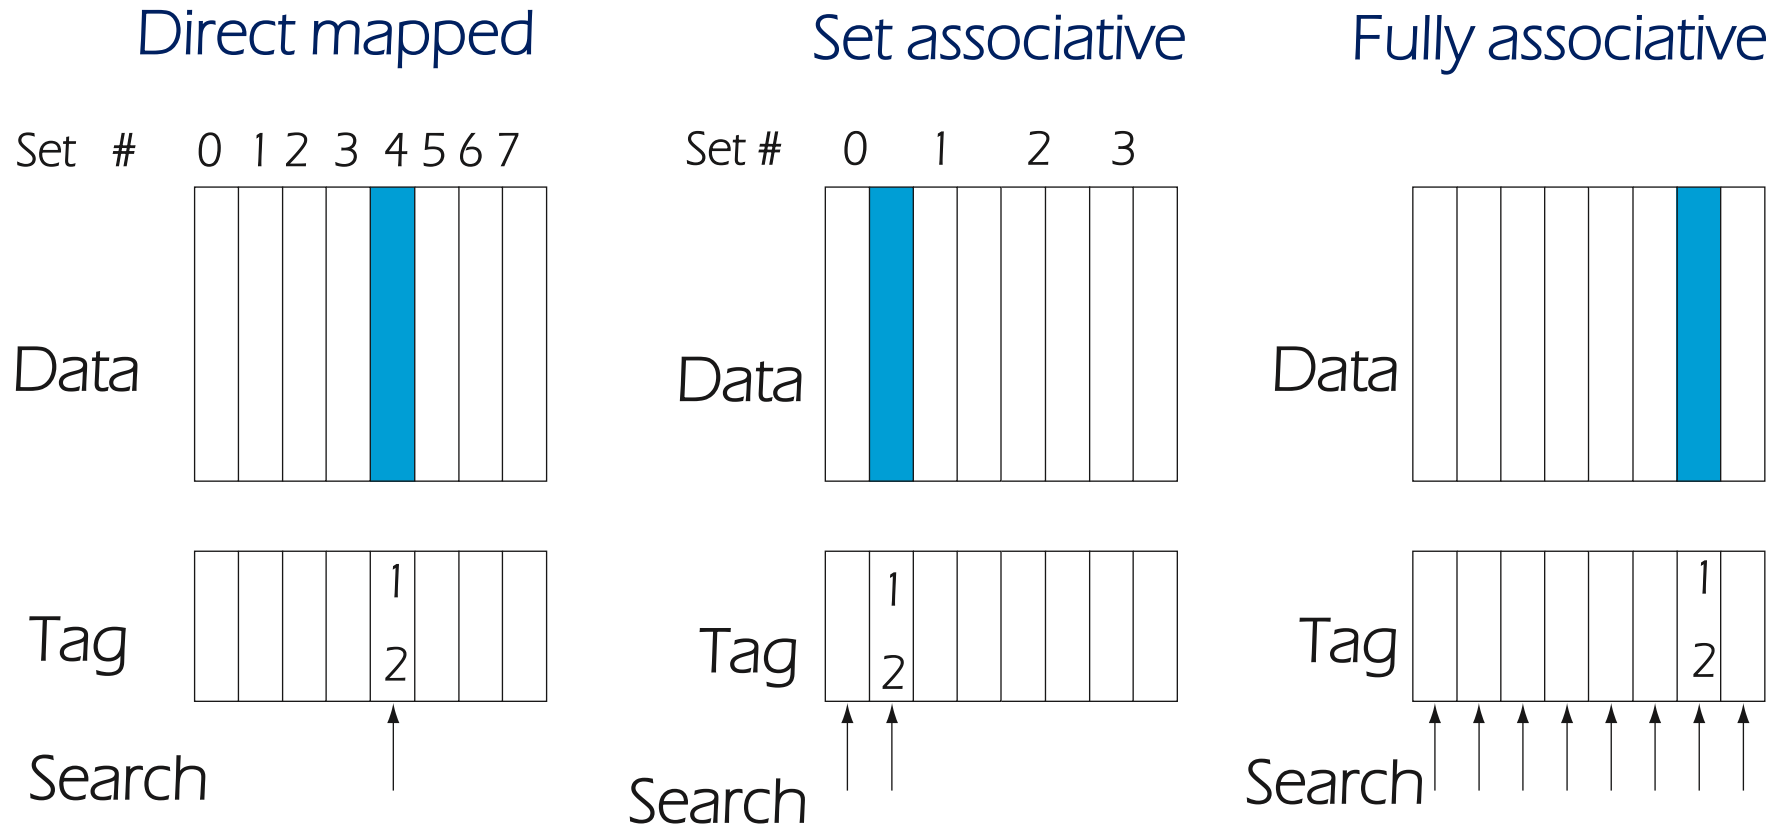 Direct mapped
Set # 0 1 2 3 4 5 6 7
Data
Tag
1
2
Search
Set associative
Set # 0 1 2 3
Data
Tag
1
2
Search
Fully associative
Data
Tag
1
2
Search